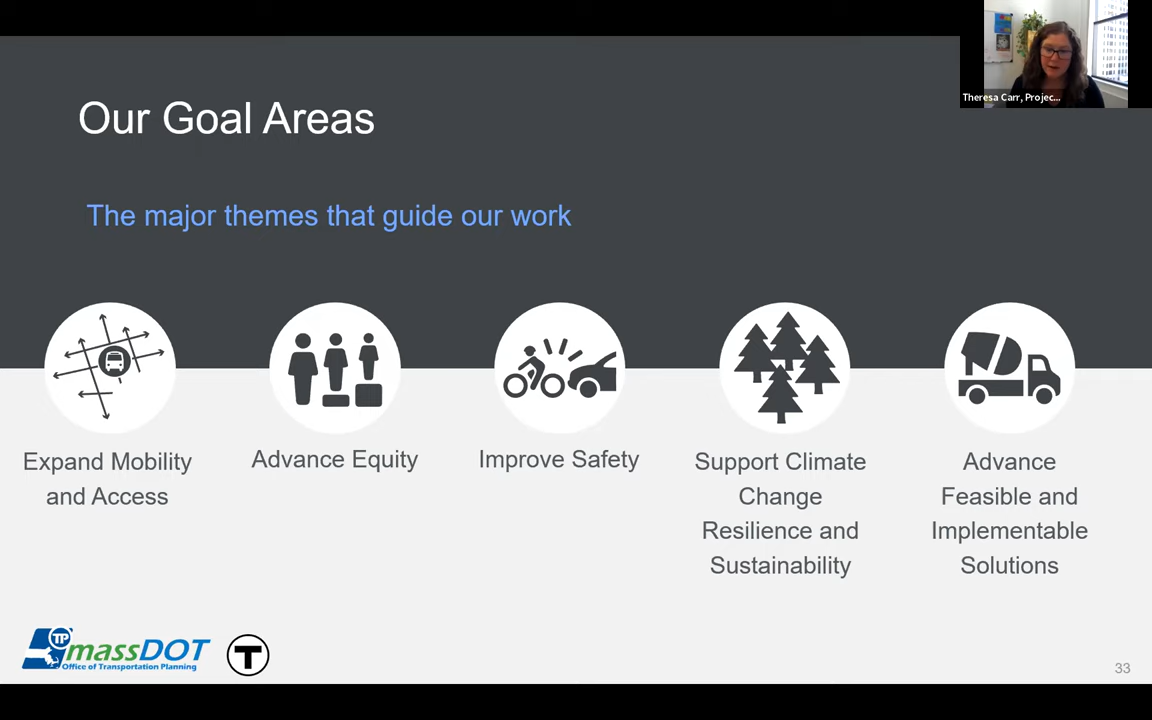 Theresa Carr, Projec...
Our Goal Areas
The major themes that guide our work
Expand Mobility
and Access
Advance Equity
Improve Safety
Support Climate
Change
Resilience and
Sustainability
Advance
Feasible and
Implementable
Solutions
TP
massDOT
Office of Transportation Planning
T
33